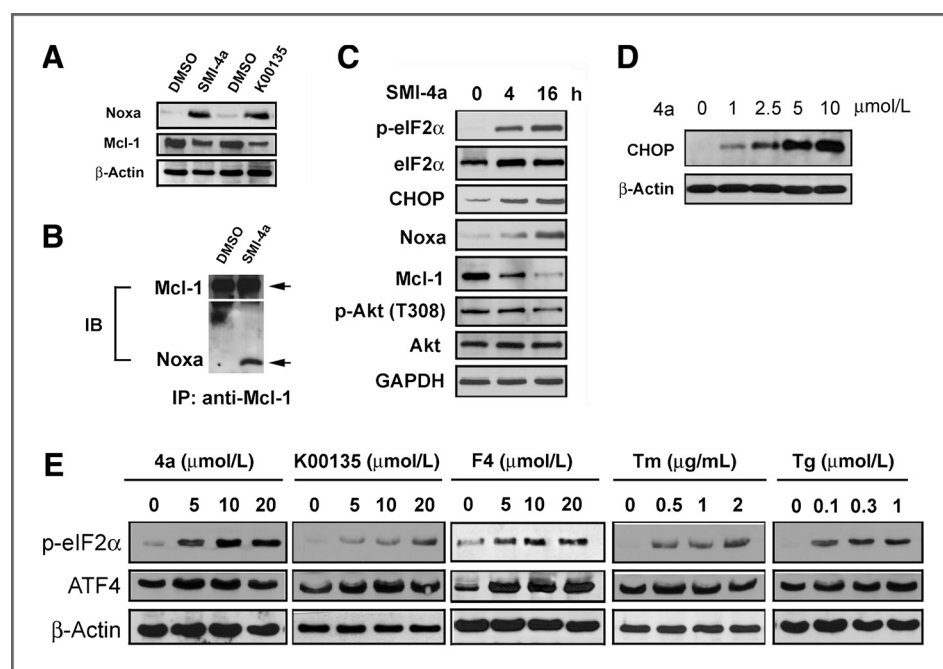 A
DMSO
SMI-4a
DMSO
K00135
Noxa
Mcl-1
β-Actin
B
DMSO
SMI-4a
IB
Mcl-1
Noxa
IP: anti-Mcl-1
C
SMI-4a 0 4 16 h
p-eIF2α
eIF2α
CHOP
Noxa
Mcl-1
p-Akt (T308)
Akt
GAPDH
D
4a 0 1 2.5 5 10 μmol/L
CHOP
β-Actin
E
4a (μmol/L) K00135 (μmol/L) F4 (μmol/L) Tm (μg/mL) Tg (μmol/L)
0 5 10 20 0 5 10 20 0 5 10 20 0 0.5 1 2 0 0.1 0.3 1
p-eIF2α
ATF4
β-Actin